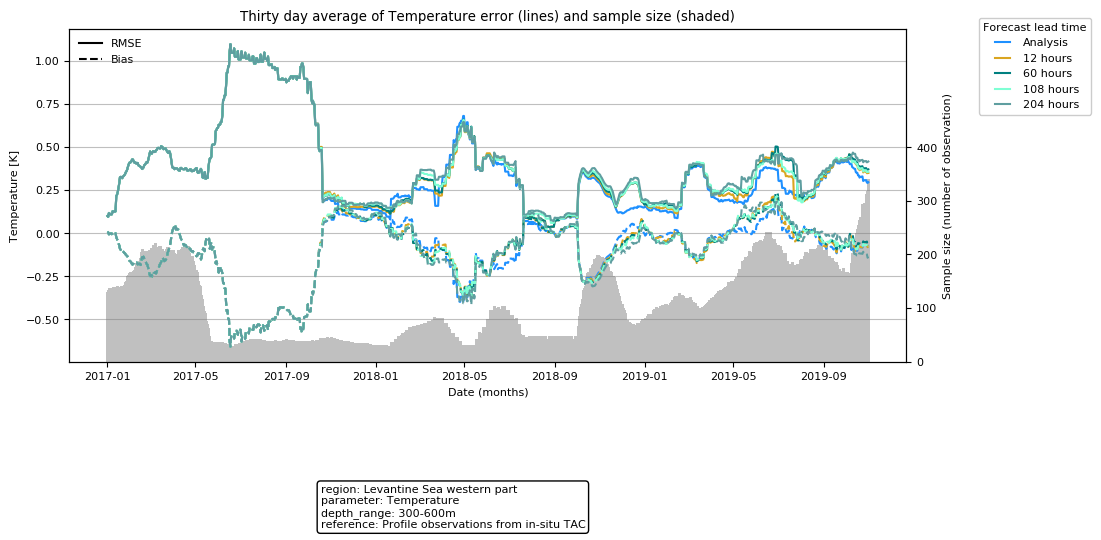 Thirty day average of Temperature error (lines) and sample size (shaded)
Forecast lead time
Analysis
12 hours
60 hours
108 hours
204 hours
RMSE
Bias
1.00
0.75
0.50
0.25
0.00
−0.25
−0.50
Temperature [K]
400
300
200
100
0
Sample size (number of observation)
2017-01 2017-05 2017-09 2018-01 2018-05 2018-09 2019-01 2019-05 2019-09
Date (months)
region: Levantine Sea western part
parameter: Temperature
depth_range: 300-600m
reference: Profile observations from in-situ TAC